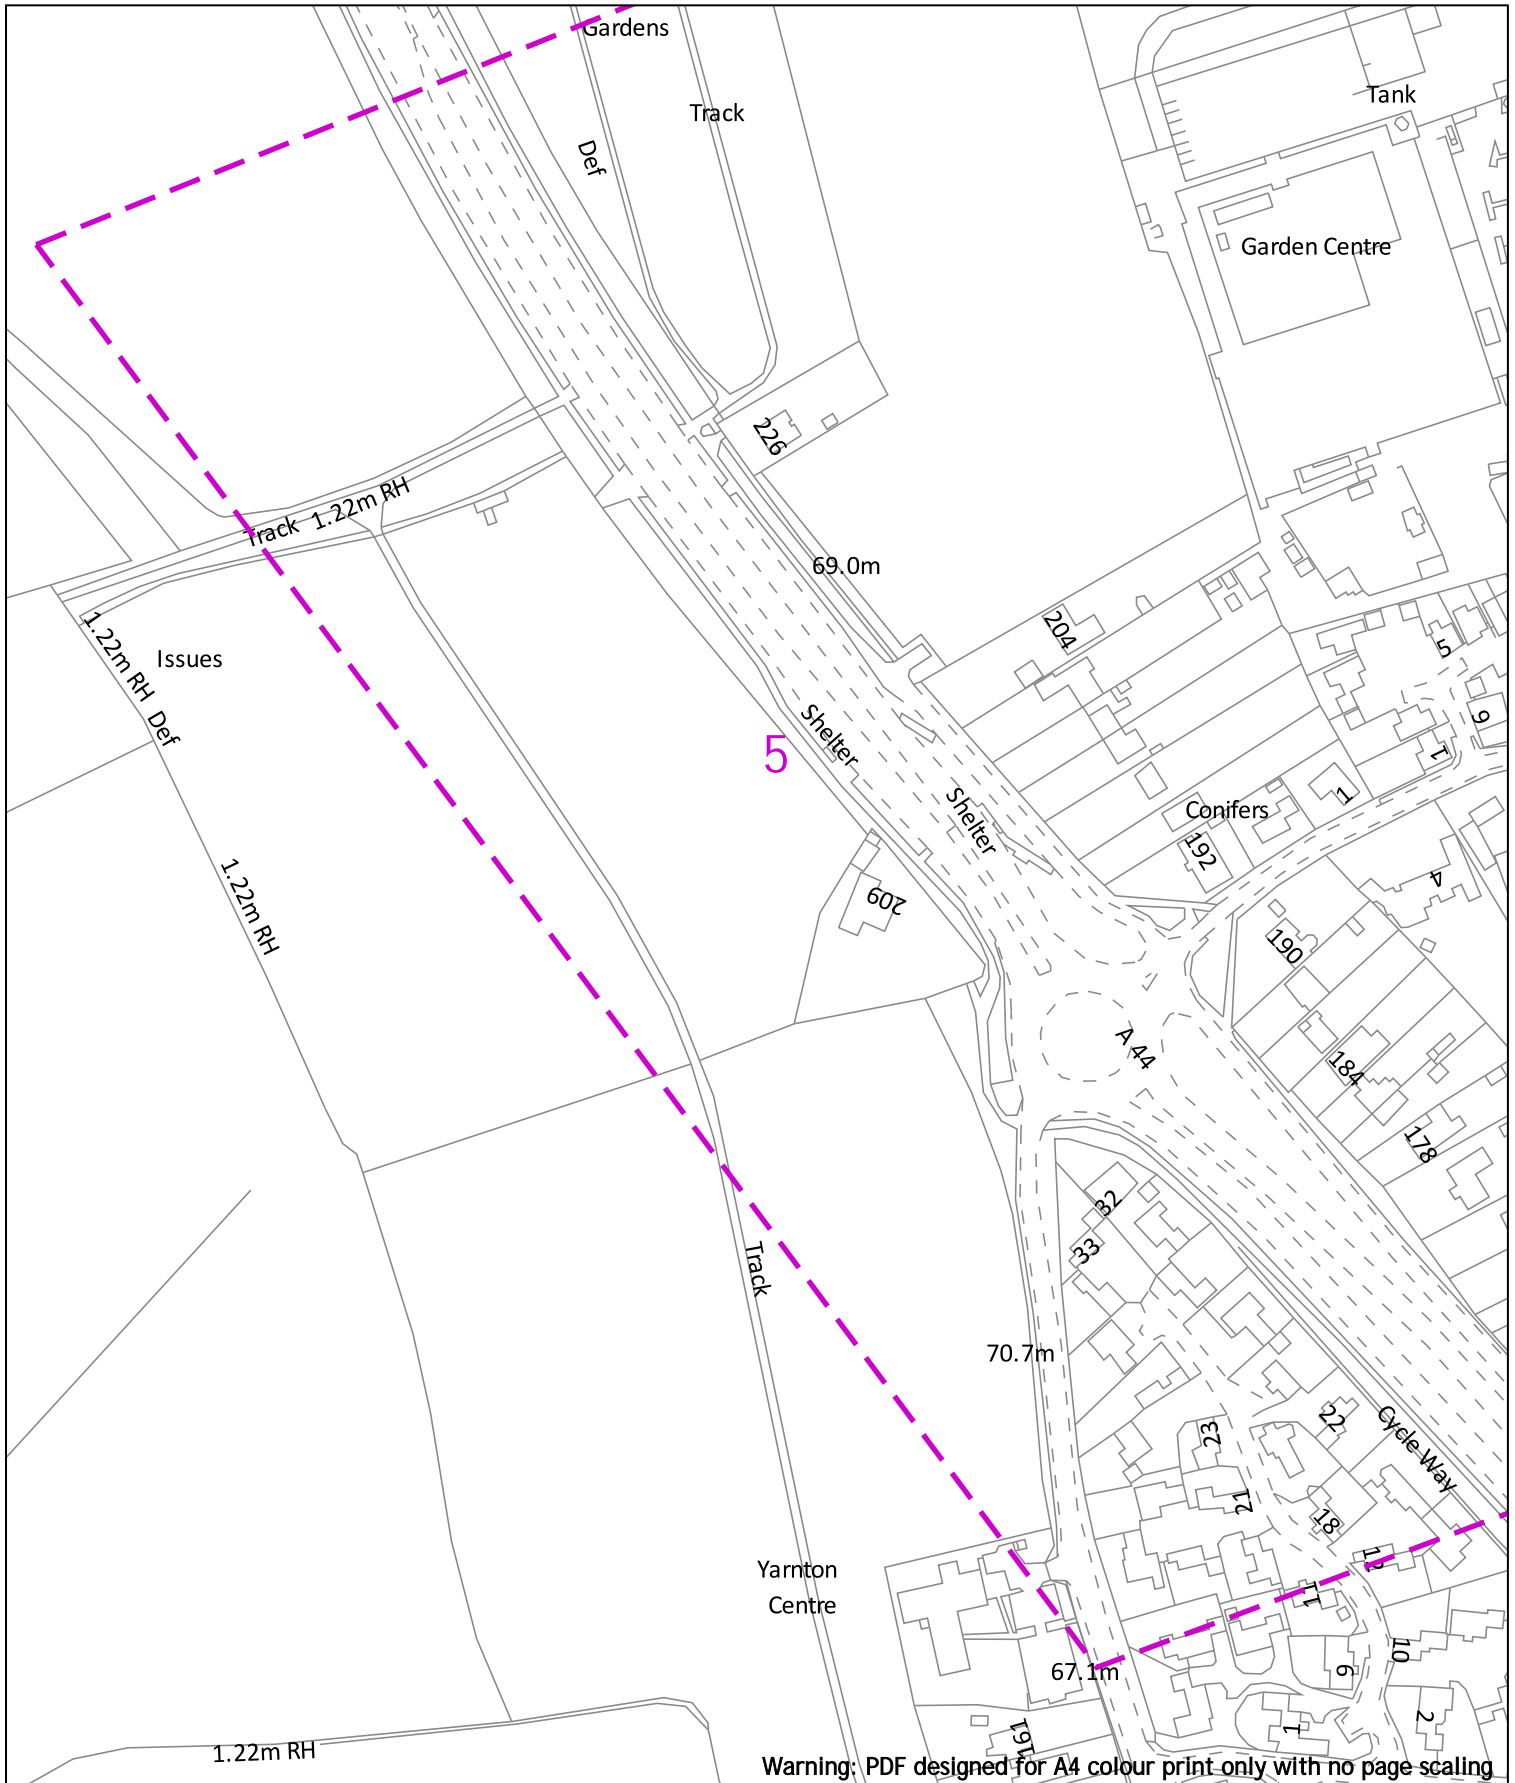 Gardens
Track
Tank
Def
Garden Centre
226
Track 1.22m RH
69.0m
1.22m RH
Def
Issues
204
5
9
1
Shelter
5
Shelter
1
Conifers
192
4
209
1.22m RH
190
A 44
184
178
32
33
Track
70.7m
22
23
Cycle Way
21
18
12
11
Yarnton
Centre
10
9
67.1m
2
1
161
1.22m RH
Warning: PDF designed for A4 colour print only with no page scaling